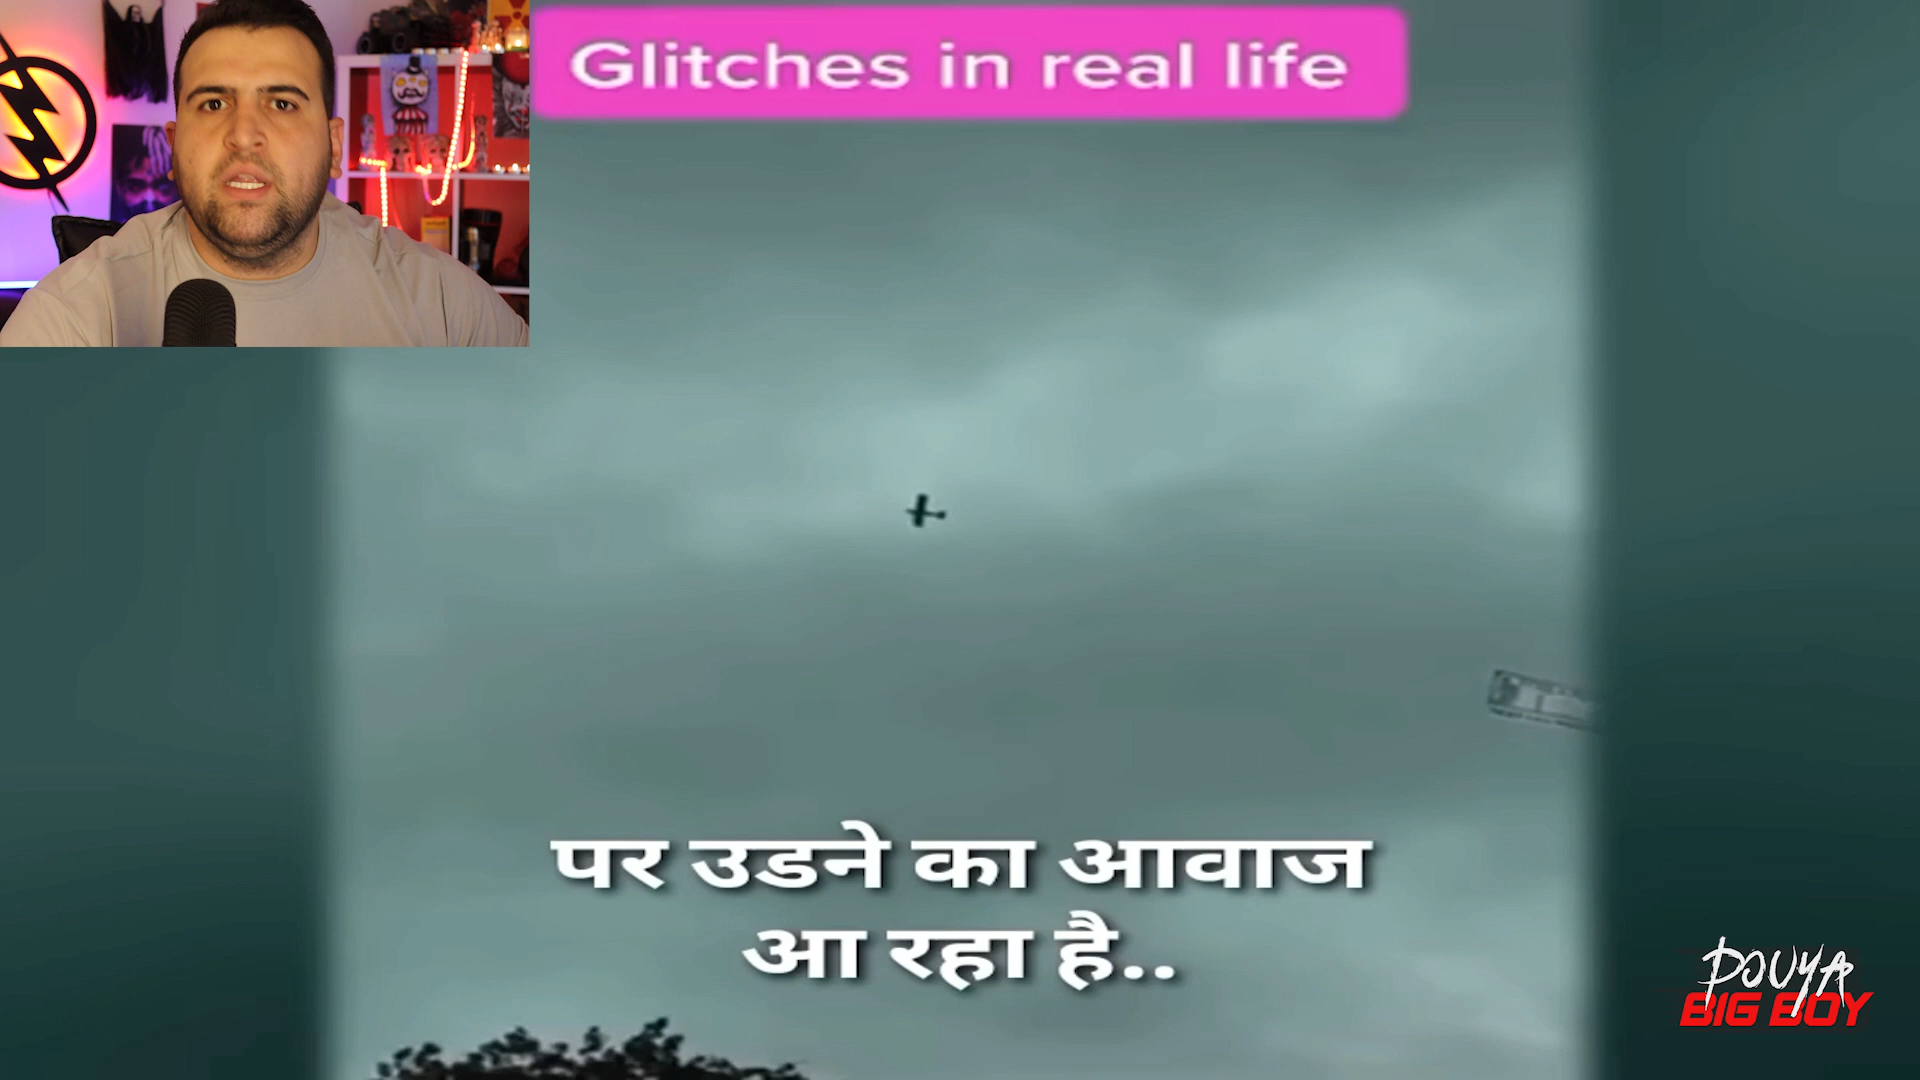 Glitches in real life
पर उडने का आवाज
आ रहा है..
POUYA
BIG BOY